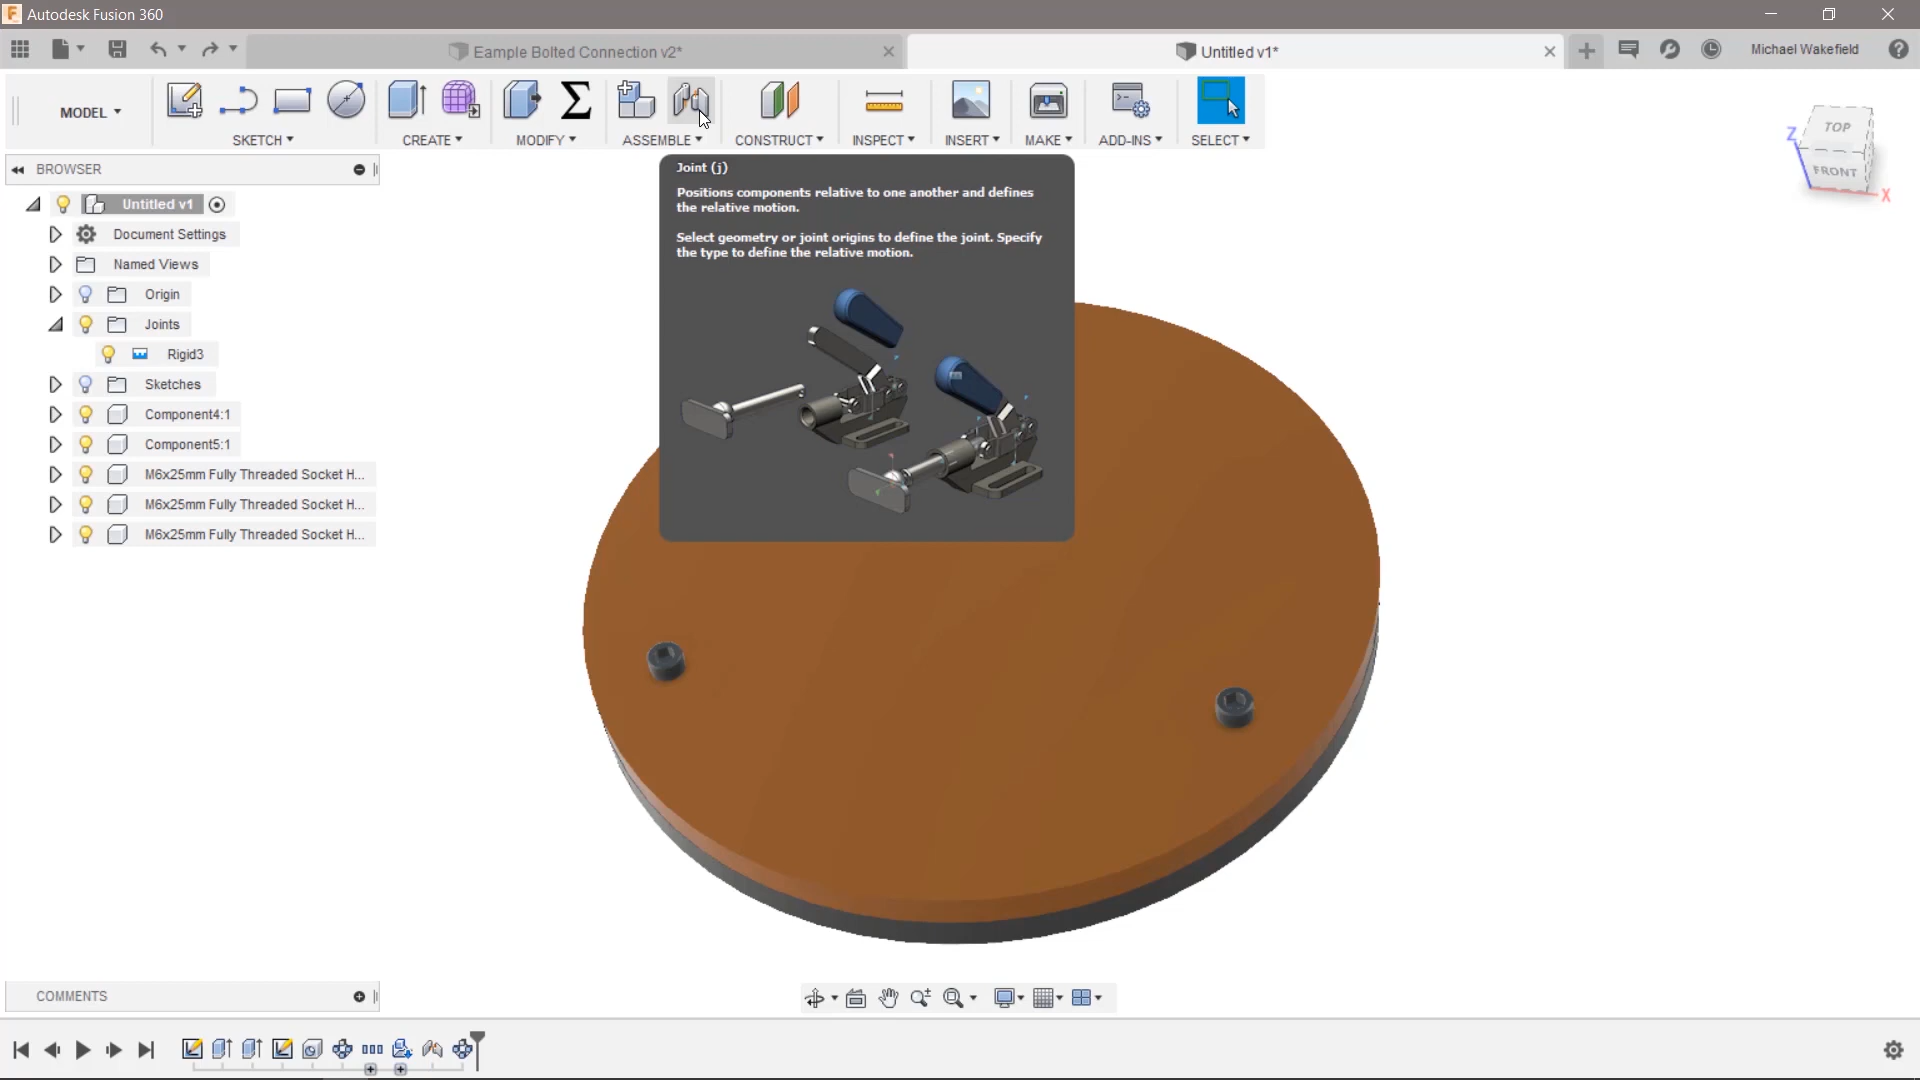 Autodesk Fusion 360
Eample Bolted Connection v2*
Untitled v1*
Michael Wakefield
MODEL
SKETCH
CREATE
MODIFY
ASSEMBLE
CONSTRUCT
INSPECT
INSERT
MAKE
ADD-INS
SELECT
BROWSER
Joint (j)
Positions components relative to one another and defines
the relative motion.
Select geometry or joint origins to define the joint. Specify
the type to define the relative motion.
TOP
FRONT
Z
X
Untitled v1
Document Settings
Named Views
Origin
Joints
Rigid3
Sketches
Component4:1
Component5:1
M6x25mm Fully Threaded Socket H...
M6x25mm Fully Threaded Socket H...
M6x25mm Fully Threaded Socket H...
COMMENTS